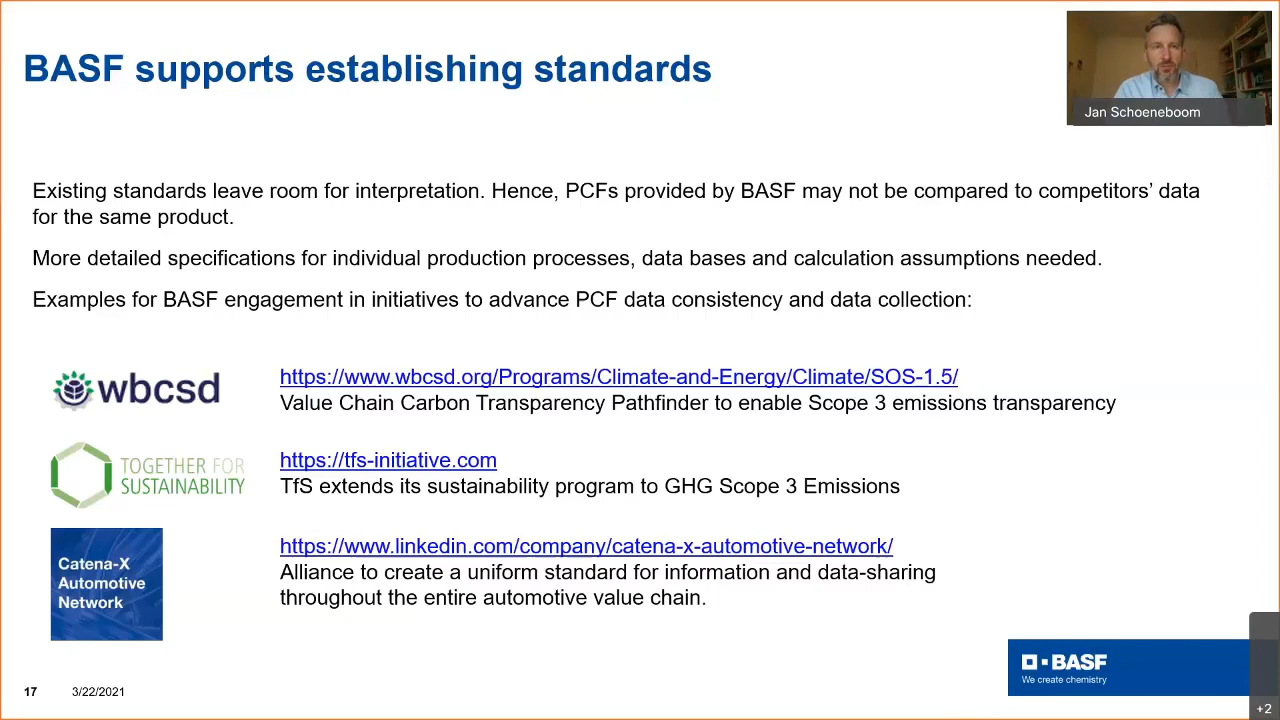 BASF supports establishing standards
Jan Schoeneboom
Existing standards leave room for interpretation. Hence, PCFs provided by BASF may not be compared to competitors’ data
for the same product.
More detailed specifications for individual production processes, data bases and calculation assumptions needed.
Examples for BASF engagement in initiatives to advance PCF data consistency and data collection:
wbcsd
https://www.wbcsd.org/Programs/Climate-and-Energy/Climate/SOS-1.5/
Value Chain Carbon Transparency Pathfinder to enable Scope 3 emissions transparency
TOGETHER FOR
SUSTAINABILITY
https://tfs-initiative.com
TfS extends its sustainability program to GHG Scope 3 Emissions
Catena-X
Automotive
Network
https://www.linkedin.com/company/catena-x-automotive-network/
Alliance to create a uniform standard for information and data-sharing
throughout the entire automotive value chain.
BASF
We create chemistry
17 3/22/2021
+2